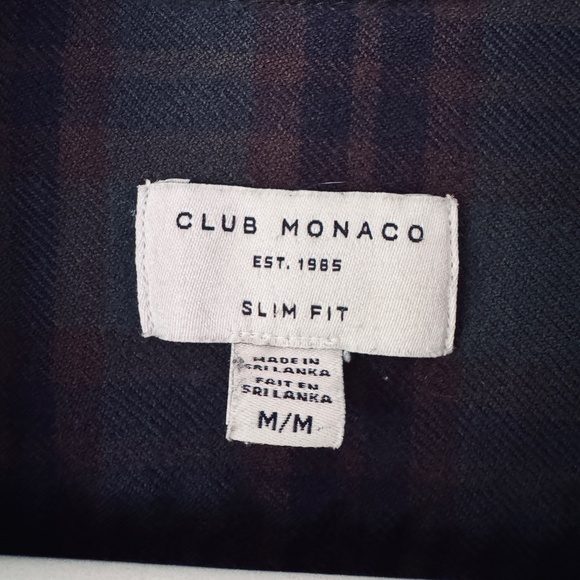 CLUB MONACO
EST. 1985
SLIM FIT
MADE IN
SRI LANKA
FAIT EN
SRI LANKA
M/M